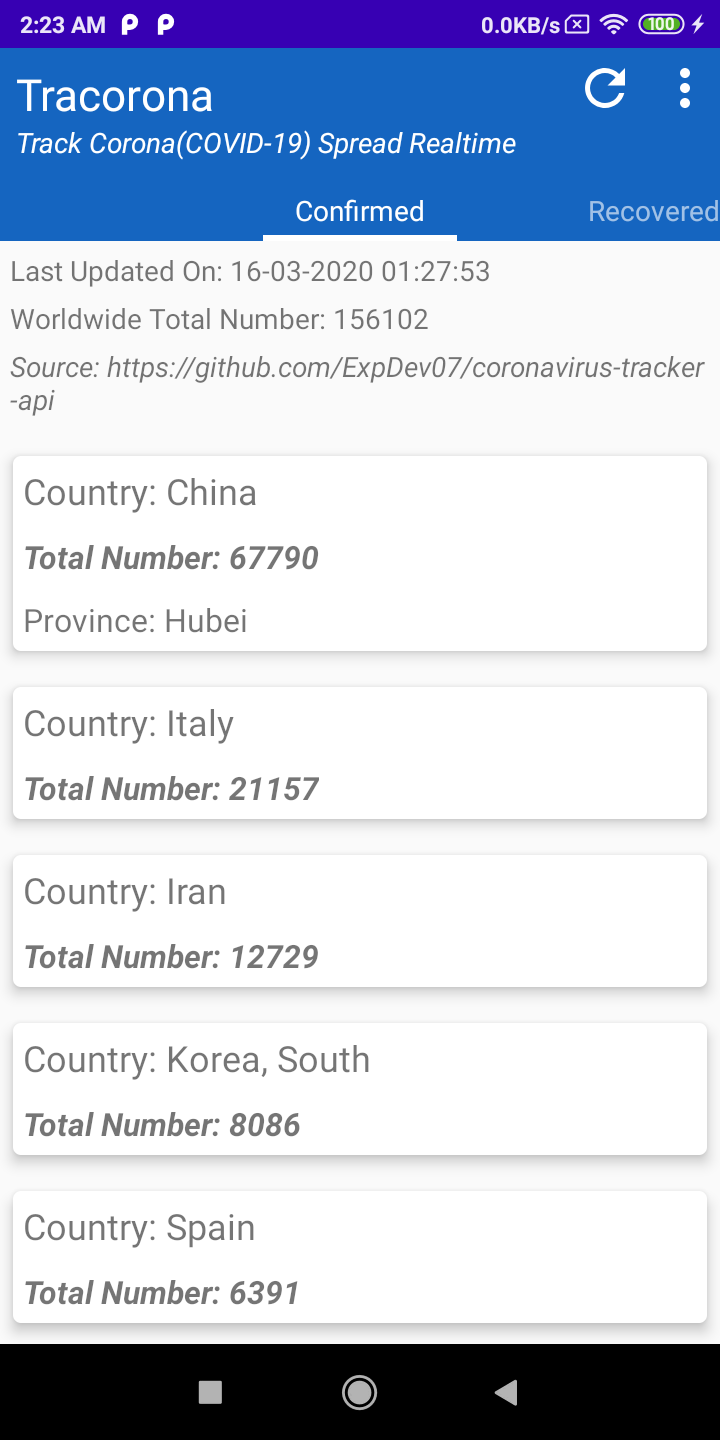 2:23 AM 0.0KB/s 100
Tracorona
Track Corona(COVID-19) Spread Realtime
Confirmed Recovered
Last Updated On: 16-03-2020 01:27:53
Worldwide Total Number: 156102
Source: https://github.com/ExpDev07/coronavirus-tracker
-api
Country: China
Total Number: 67790
Province: Hubei
Country: Italy
Total Number: 21157
Country: Iran
Total Number: 12729
Country: Korea, South
Total Number: 8086
Country: Spain
Total Number: 6391